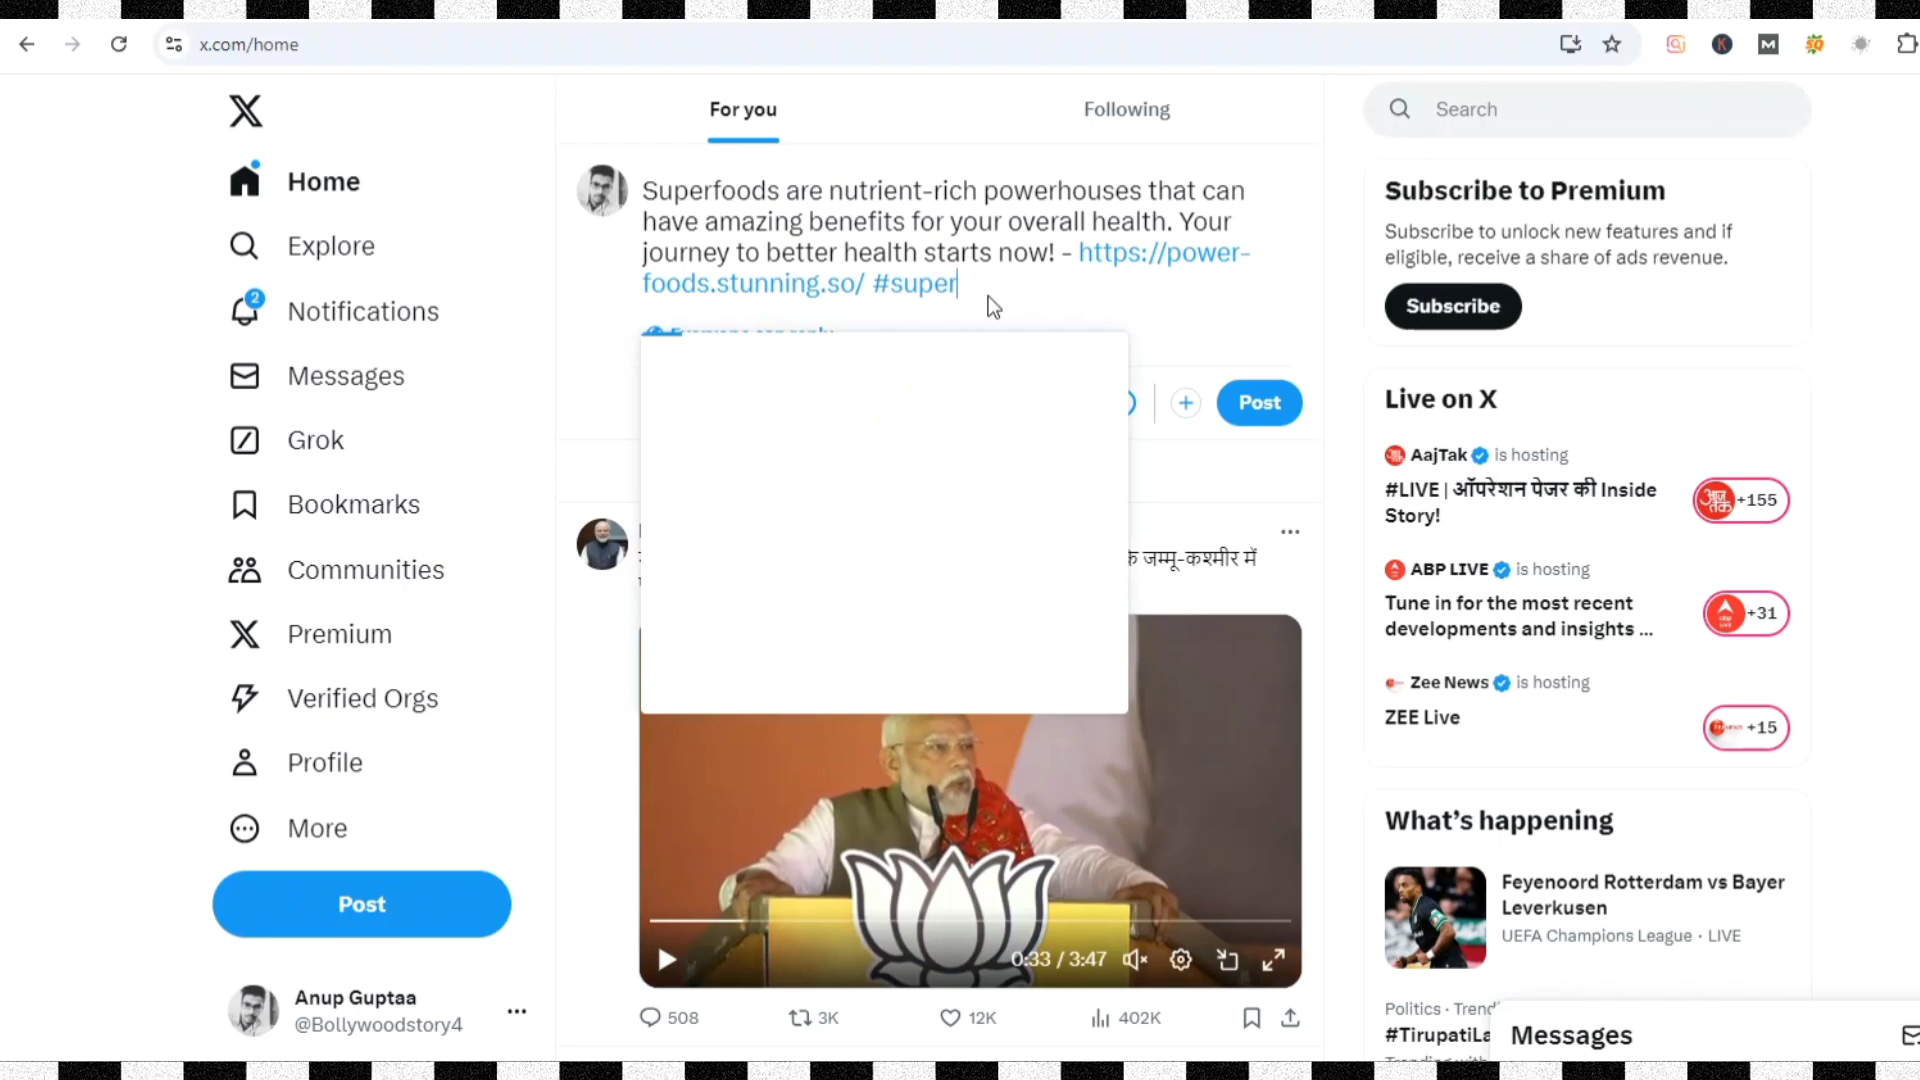 x.com/home
For you
Following
Search
Home
Explore
2
Notifications
Messages
Grok
Bookmarks
Communities
Premium
Verified Orgs
Profile
More
Post
Anup Guptaa
@Bollywoodstory4
Superfoods are nutrient-rich powerhouses that can
have amazing benefits for your overall health. Your
journey to better health starts now! - https://power-
foods.stunning.so/ #super
Post
जम्मू-कश्मीर में
0:33 / 3:47
508
3K
12K
402K
Subscribe to Premium
Subscribe to unlock new features and if
eligible, receive a share of ads revenue.
Subscribe
Live on X
AajTak is hosting
#LIVE | ऑपरेशन पेजर की Inside
Story!
+155
ABP LIVE is hosting
Tune in for the most recent
developments and insights ...
+31
Zee News is hosting
ZEE Live
+15
What's happening
Feyenoord Rotterdam vs Bayer
Leverkusen
UEFA Champions League · LIVE
Politics ·
Messages